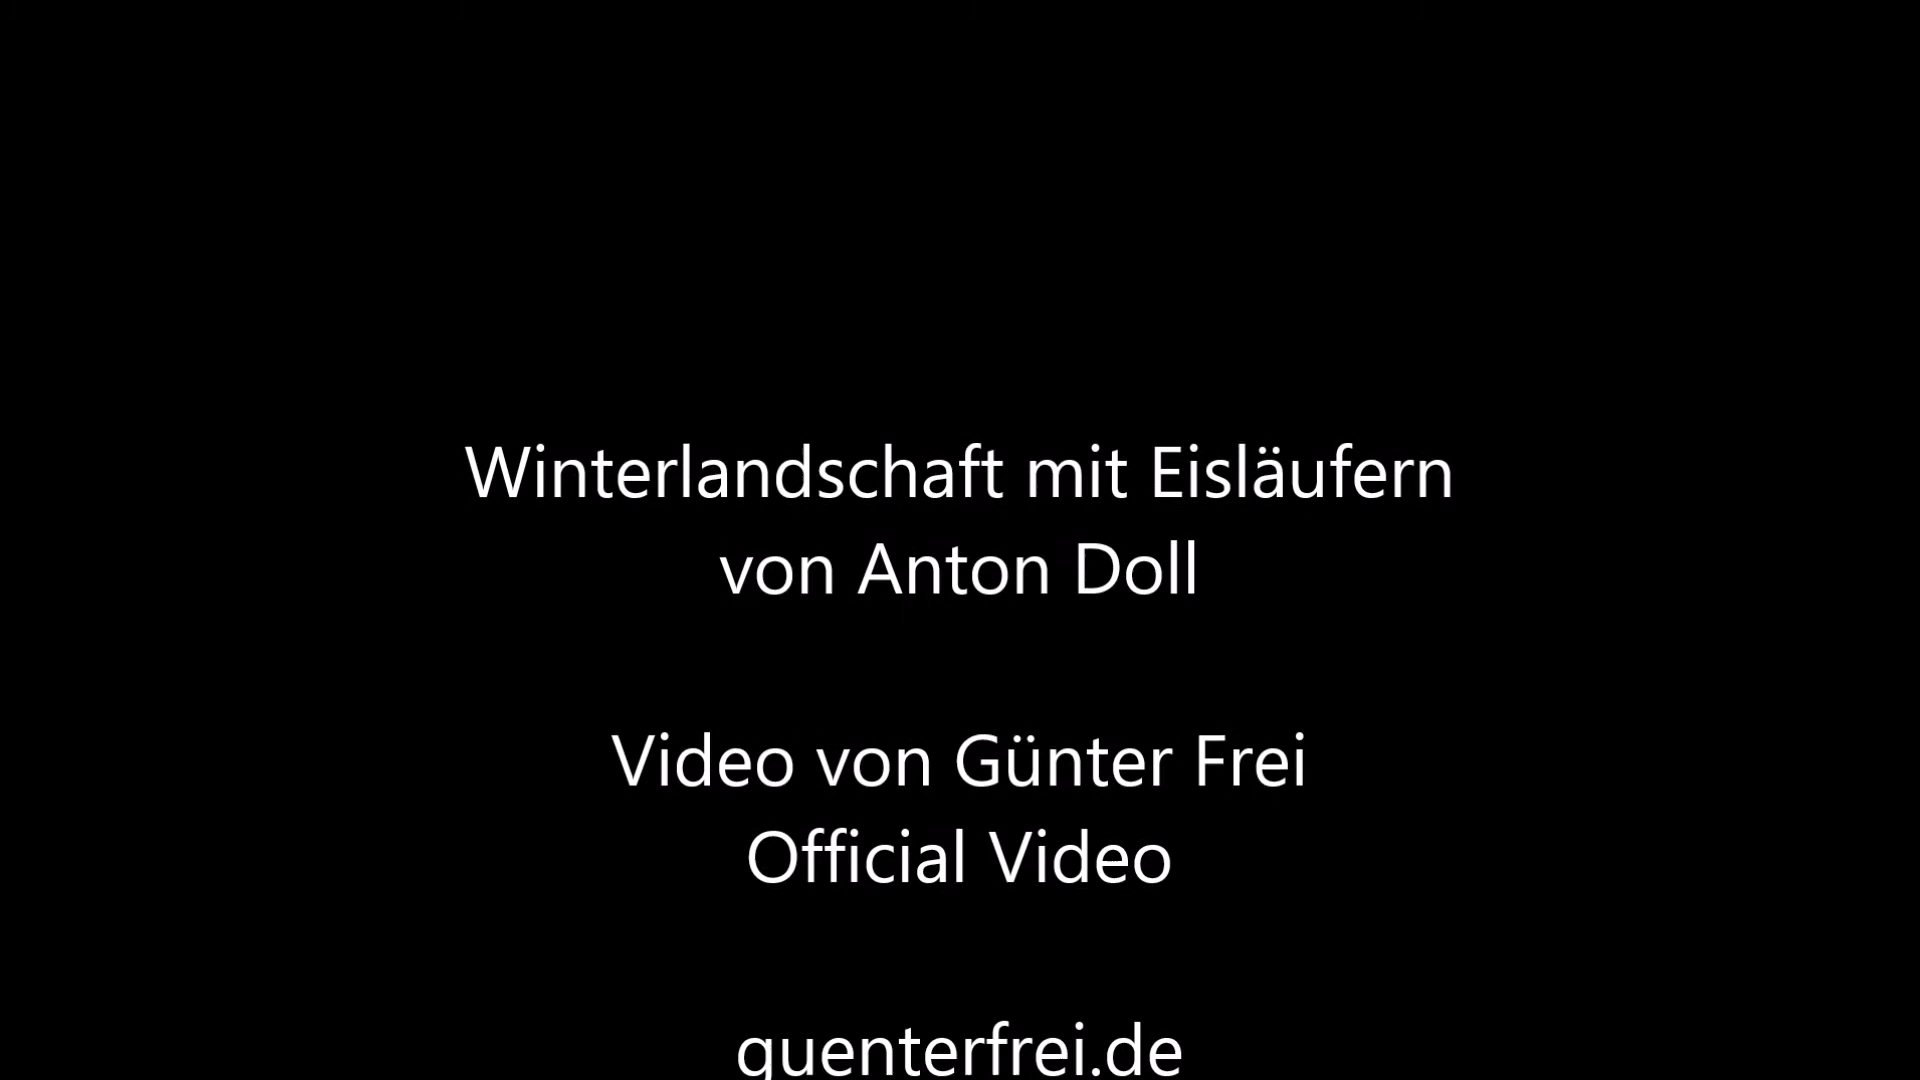 Winterlandschaft mit Eisläufern
von Anton Doll
Video von Günter Frei
Official Video
guenterfrei.de